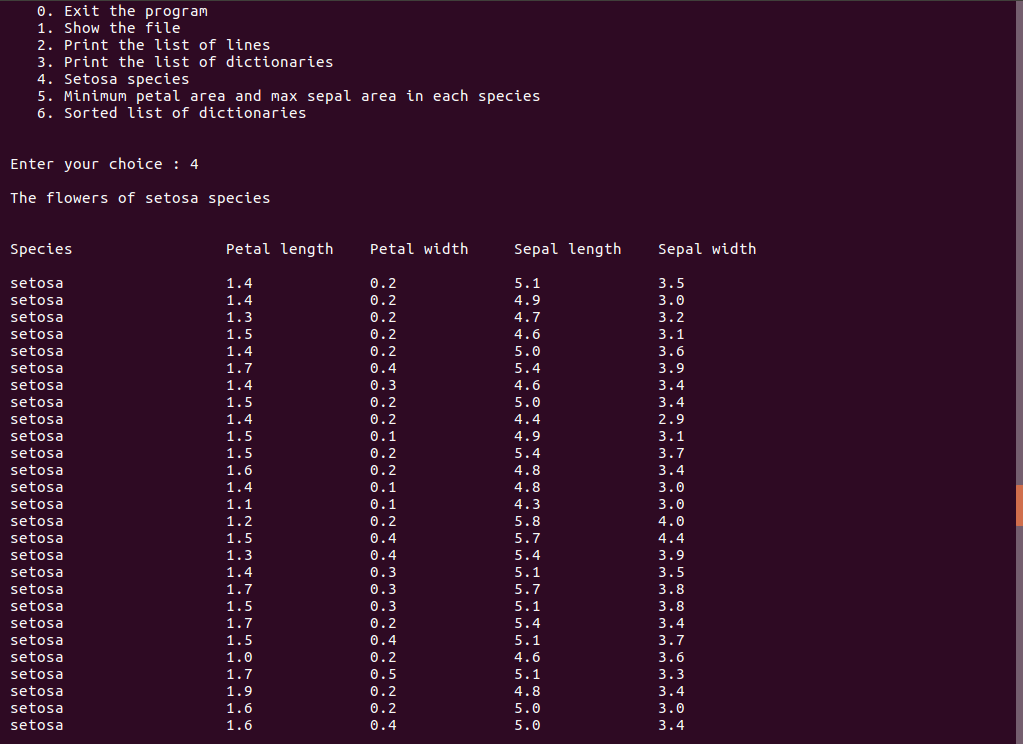 0. Exit the program
1. Show the file
2. Print the list of lines
3. Print the list of dictionaries
4. Setosa species
5. Minimum petal area and max sepal area in each species
6. Sorted list of dictionaries
Enter your choice : 4
The flowers of setosa species
Species Petal length Petal width Sepal length Sepal width
setosa 1.4 0.2 5.1 3.5
setosa 1.4 0.2 4.9 3.0
setosa 1.3 0.2 4.7 3.2
setosa 1.5 0.2 4.6 3.1
setosa 1.4 0.2 5.0 3.6
setosa 1.7 0.4 5.4 3.9
setosa 1.4 0.3 4.6 3.4
setosa 1.5 0.2 5.0 3.4
setosa 1.4 0.2 4.4 2.9
setosa 1.5 0.1 4.9 3.1
setosa 1.5 0.2 5.4 3.7
setosa 1.6 0.2 4.8 3.4
setosa 1.4 0.1 4.8 3.0
setosa 1.1 0.1 4.3 3.0
setosa 1.2 0.2 5.8 4.0
setosa 1.5 0.4 5.7 4.4
setosa 1.3 0.4 5.4 3.9
setosa 1.4 0.3 5.1 3.5
setosa 1.7 0.3 5.7 3.8
setosa 1.5 0.3 5.1 3.8
setosa 1.7 0.2 5.4 3.4
setosa 1.5 0.4 5.1 3.7
setosa 1.0 0.2 4.6 3.6
setosa 1.7 0.5 5.1 3.3
setosa 1.9 0.2 4.8 3.4
setosa 1.6 0.2 5.0 3.0
setosa 1.6 0.4 5.0 3.4